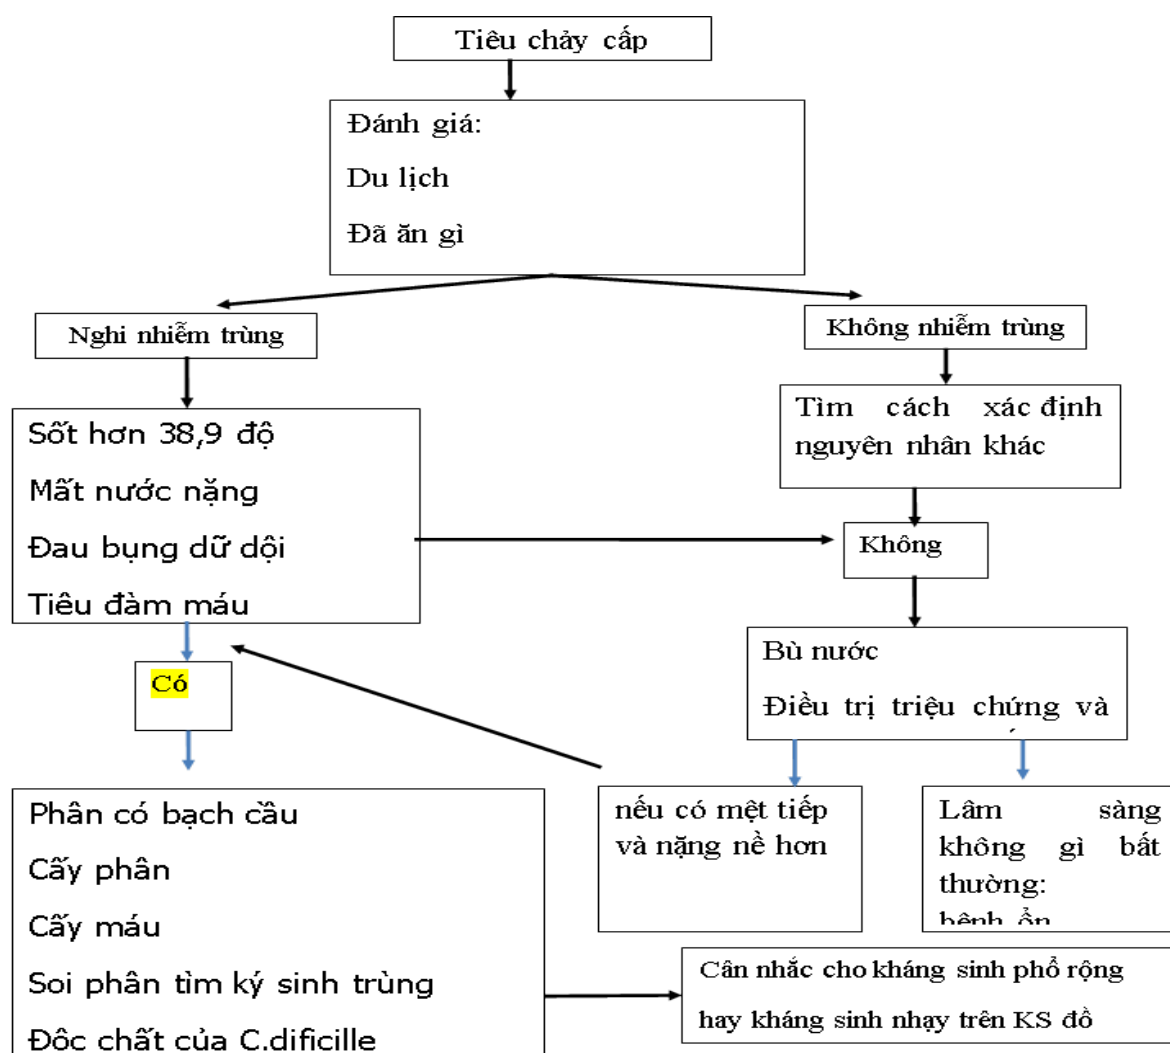 Tiêu chảy cấp
Đánh giá:
Du lịch
Đã ăn gì
Nghi nhiễm trùng
Không nhiễm trùng
Sốt hơn 38,9 độ
Mất nước nặng
Đau bụng dữ dội
Tiêu đàm máu
Tìm cách xác định
nguyên nhân khác
Không
Có
Bù nước
Điều trị triệu chứng và
Phân có bạch cầu
Cấy phân
Cấy máu
Soi phân tìm ký sinh trùng
Độc chất của C.dificille
nếu có mệt tiếp
và nặng nề hơn
Lâm sàng
không gì bất
thường:
bệnh ổn
Cân nhắc cho kháng sinh phổ rộng
hay kháng sinh nhạy trên KS đồ